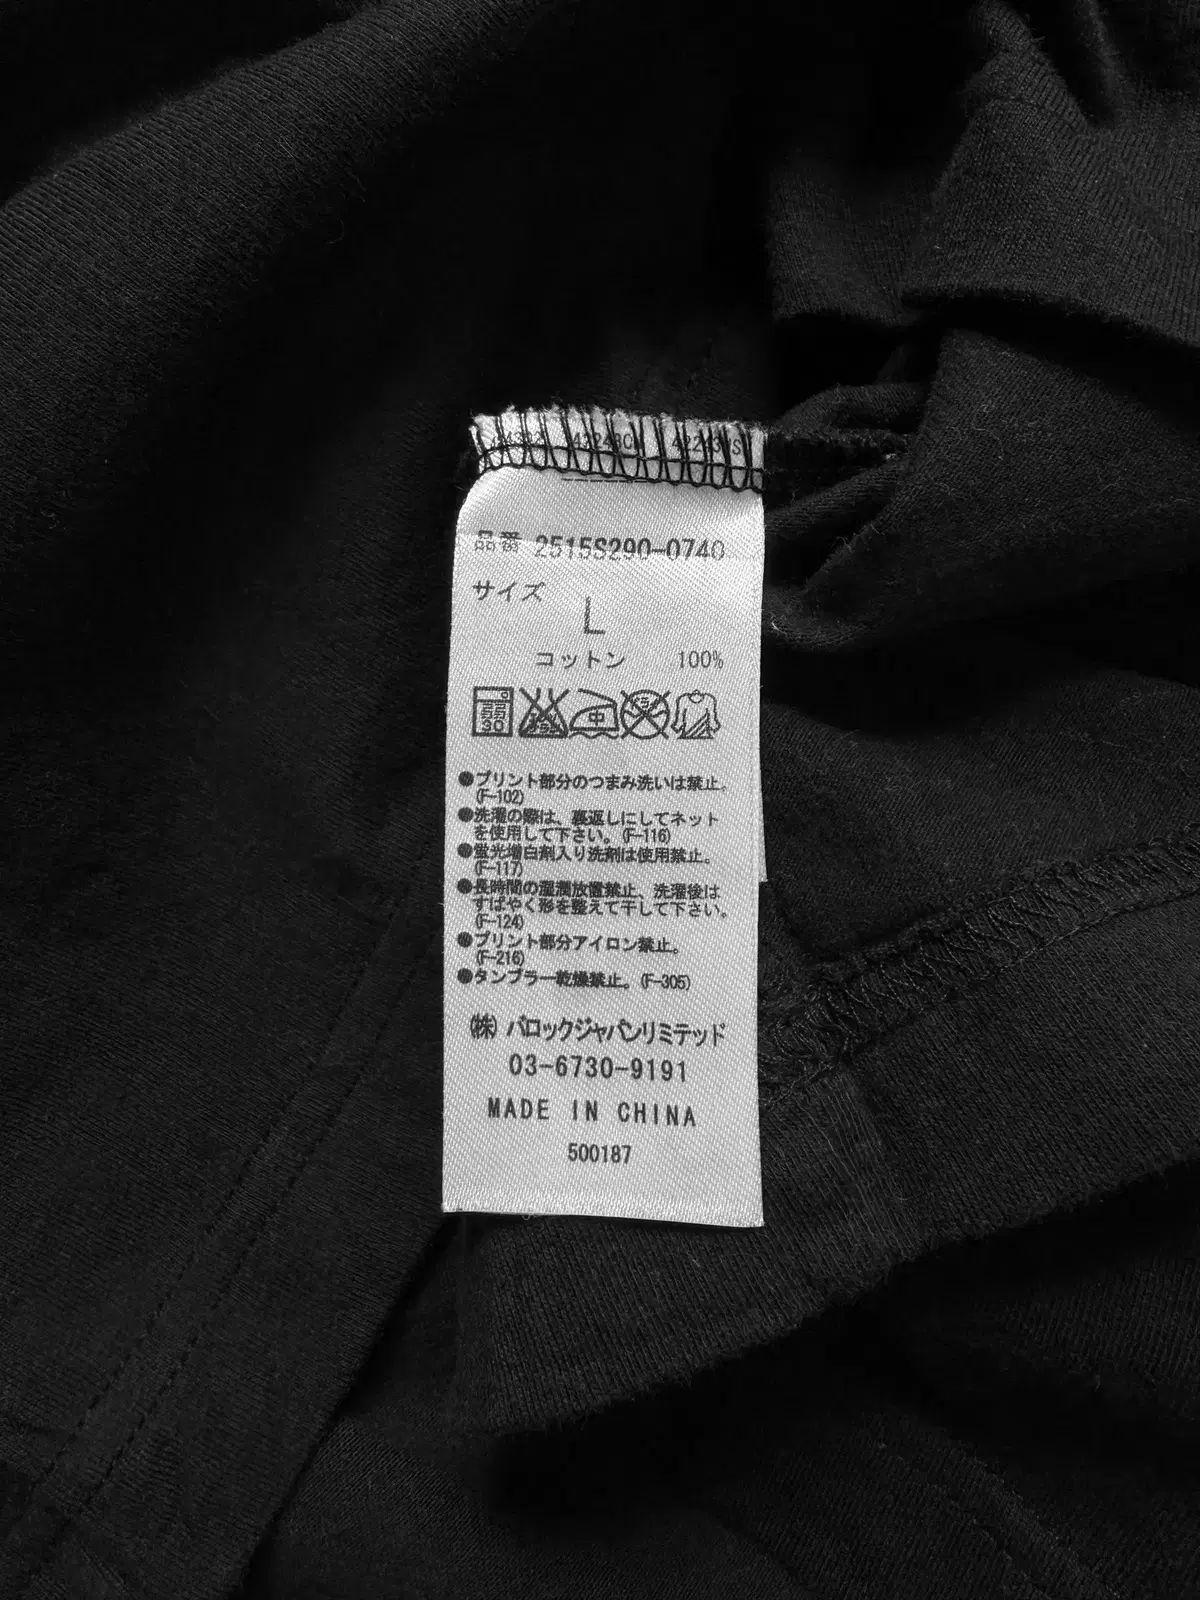 品番 2515S290-0740
サイズ
L
コットン 100%
弱
30
中
●プリント部分のつまみ洗いは禁止。
(F-102)
●洗濯の際は、裏返しにしてネット
を使用して下さい。(F-116)
●蛍光増白剤入り洗剤は使用禁止。
(F-117)
●長時間の湿潤放置禁止、洗濯後は
すばやく形を整えて干して下さい。
(F-124)
●プリント部分アイロン禁止。
(F-216)
●タンブラー乾燥禁止。(F-305)
(株)バロックジャパンリミテッド
03-6730-9191
MADE IN CHINA
500187